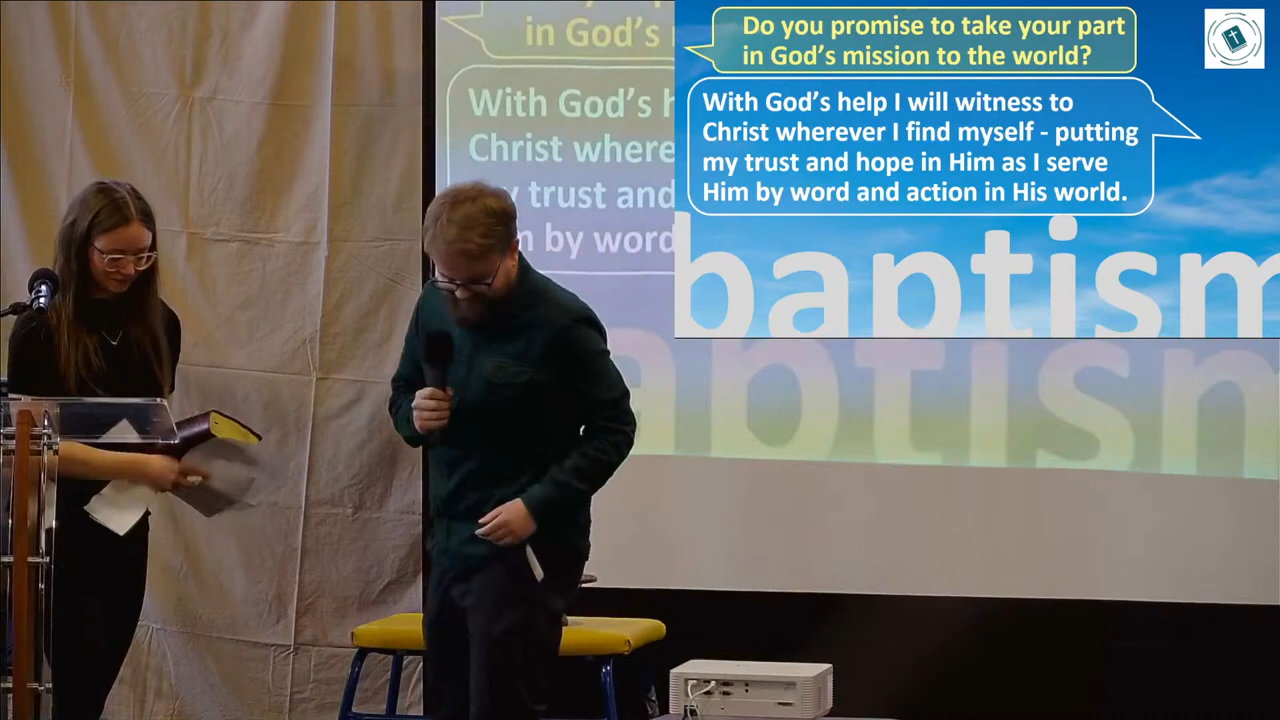 in God's
With God's h
Christ where
y trust and
m by word
aptism
Do you promise to take your part
in God's mission to the world?
With God's help I will witness to
Christ wherever I find myself - putting
my trust and hope in Him as I serve
Him by word and action in His world.
baptism